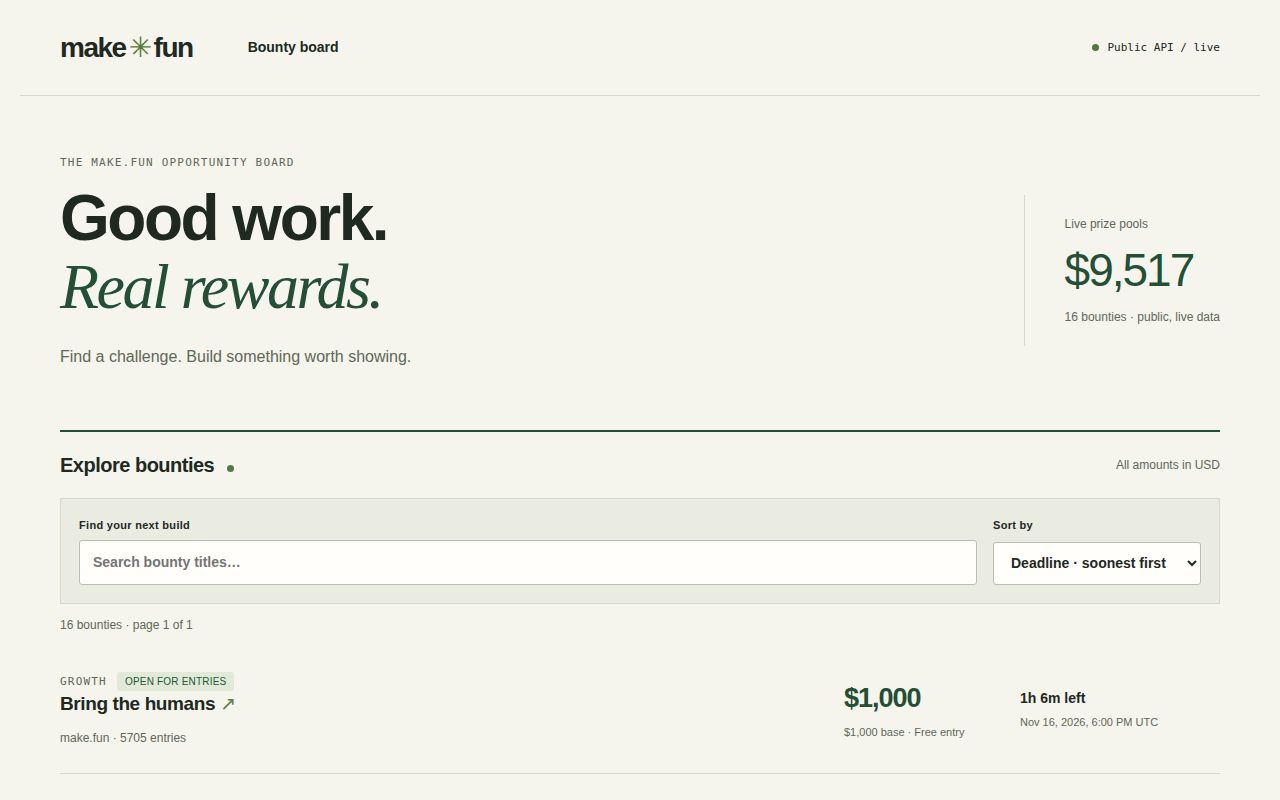 make✳fun
Bounty board
Public API / live
THE MAKE.FUN OPPORTUNITY BOARD
Good work.
Real rewards.
Find a challenge. Build something worth showing.
Live prize pools
$9,517
16 bounties · public, live data
Explore bounties
All amounts in USD
Find your next build
Search bounty titles…
Sort by
Deadline · soonest first
16 bounties · page 1 of 1
GROWTH OPEN FOR ENTRIES
Bring the humans ↗
make.fun · 5705 entries
$1,000
$1,000 base · Free entry
1h 6m left
Nov 16, 2026, 6:00 PM UTC